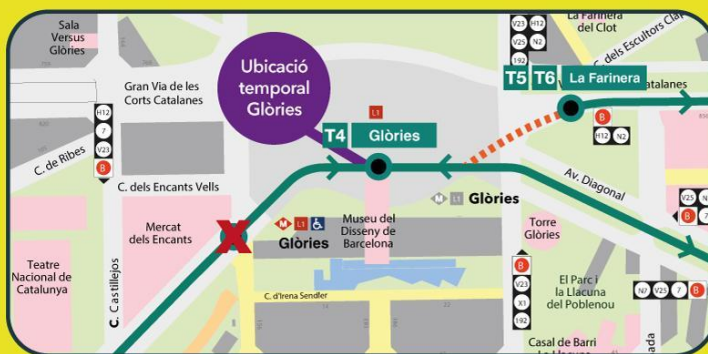 Sala
Versus
Glòries
Gran Via de les
Corts Catalanes
H12
7
V23
B
C. de Ribes
C. dels Encants Vells
Mercat
dels Encants
Teatre
Nacional de
Catalunya
C. Castillejos
Ubicació
temporal
Glòries
L1
T4 Glòries
M L1
Glòries
Museu del
Disseny de
Barcelona
M L1 Glòries
C. d'Irena Sendler
V23 H12
V25 N2
192
La Farinera
del Clot
C. dels Escultors Clap
T5 T6 La Farinera
atalanes
B
H12 N2
Av. Diagonal
Torre
Glòries
B
V23
X1
192
El Parc i
la Llacuna
del Poblenou
V25
B
N7 V25 7 B
Casal de Barri